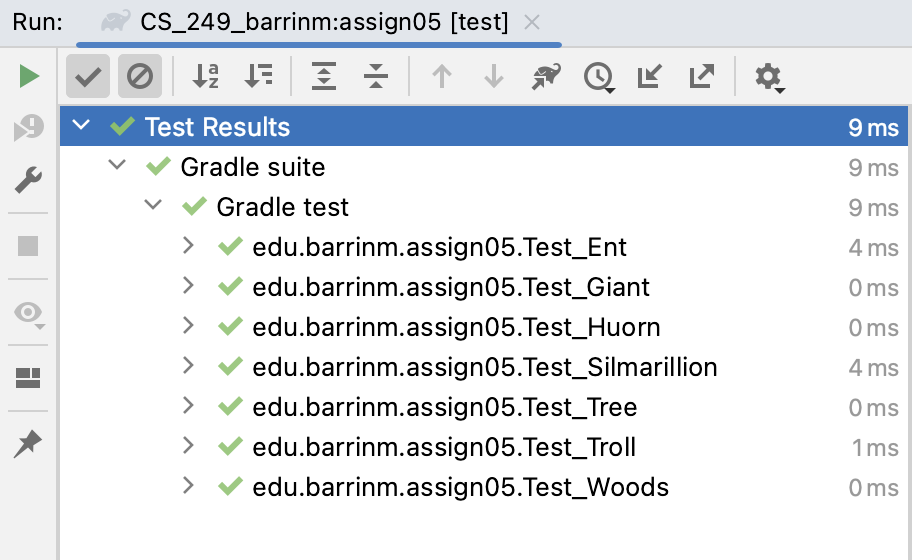 Run: CS_249_barrinm:assign05 [test]
Test Results 9 ms
Gradle suite 9 ms
Gradle test 9 ms
edu.barrinm.assign05.Test_Ent 4 ms
edu.barrinm.assign05.Test_Giant 0 ms
edu.barrinm.assign05.Test_Huorn 0 ms
edu.barrinm.assign05.Test_Silmarillion 4 ms
edu.barrinm.assign05.Test_Tree 0 ms
edu.barrinm.assign05.Test_Troll 1 ms
edu.barrinm.assign05.Test_Woods 0 ms